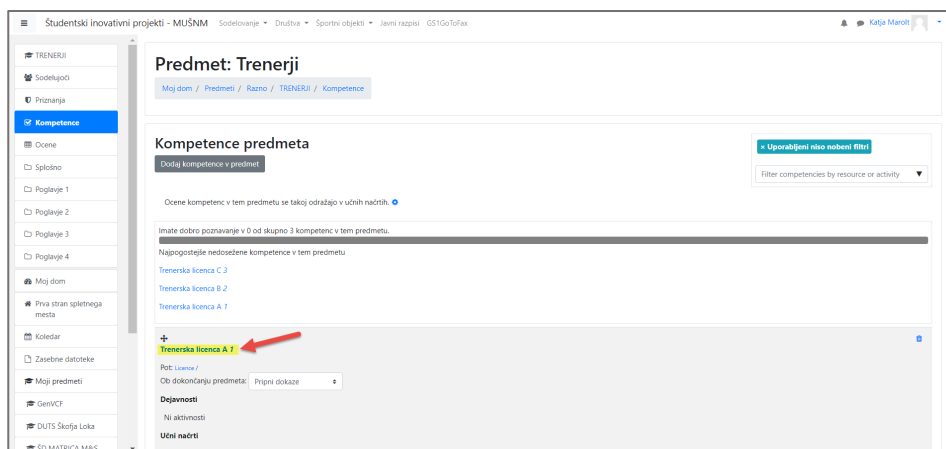 Študentski inovativni projekti - MUŠNM Sodelovanje Društva Športni objekti Javni razpisi GS1GoToFax Katja Marolt
TRENERJI
Sodelujoči
Priznanja
Kompetence
Ocene
Splošno
Poglavje 1
Poglavje 2
Poglavje 3
Poglavje 4
Moj dom
Prva stran spletnega
mesta
Koledar
Zasebne datoteke
Moji predmeti
GenVCF
DUTS Škofja Loka
ŠD MATRICA M&S
Predmet: Trenerji
Moj dom / Predmeti / Razno / TRENERJI / Kompetence
Kompetence predmeta
Dodaj kompetence v predmet
× Uporabljeni niso nobeni filtri
Filter competencies by resource or activity ▼
Ocene kompetenc v tem predmetu se takoj odražajo v učnih načrtih.
Imate dobro poznavanje v 0 od skupno 3 kompetenc v tem predmetu.
Najpogostejše nedosežene kompetence v tem predmetu
Trenerska licenca C 3
Trenerska licenca B 2
Trenerska licenca A 1
Trenerska licenca A 1
Pot: Licence /
Ob dokončanju predmeta: Pripni dokaze
Dejavnosti
Ni aktivnosti
Učni načrti